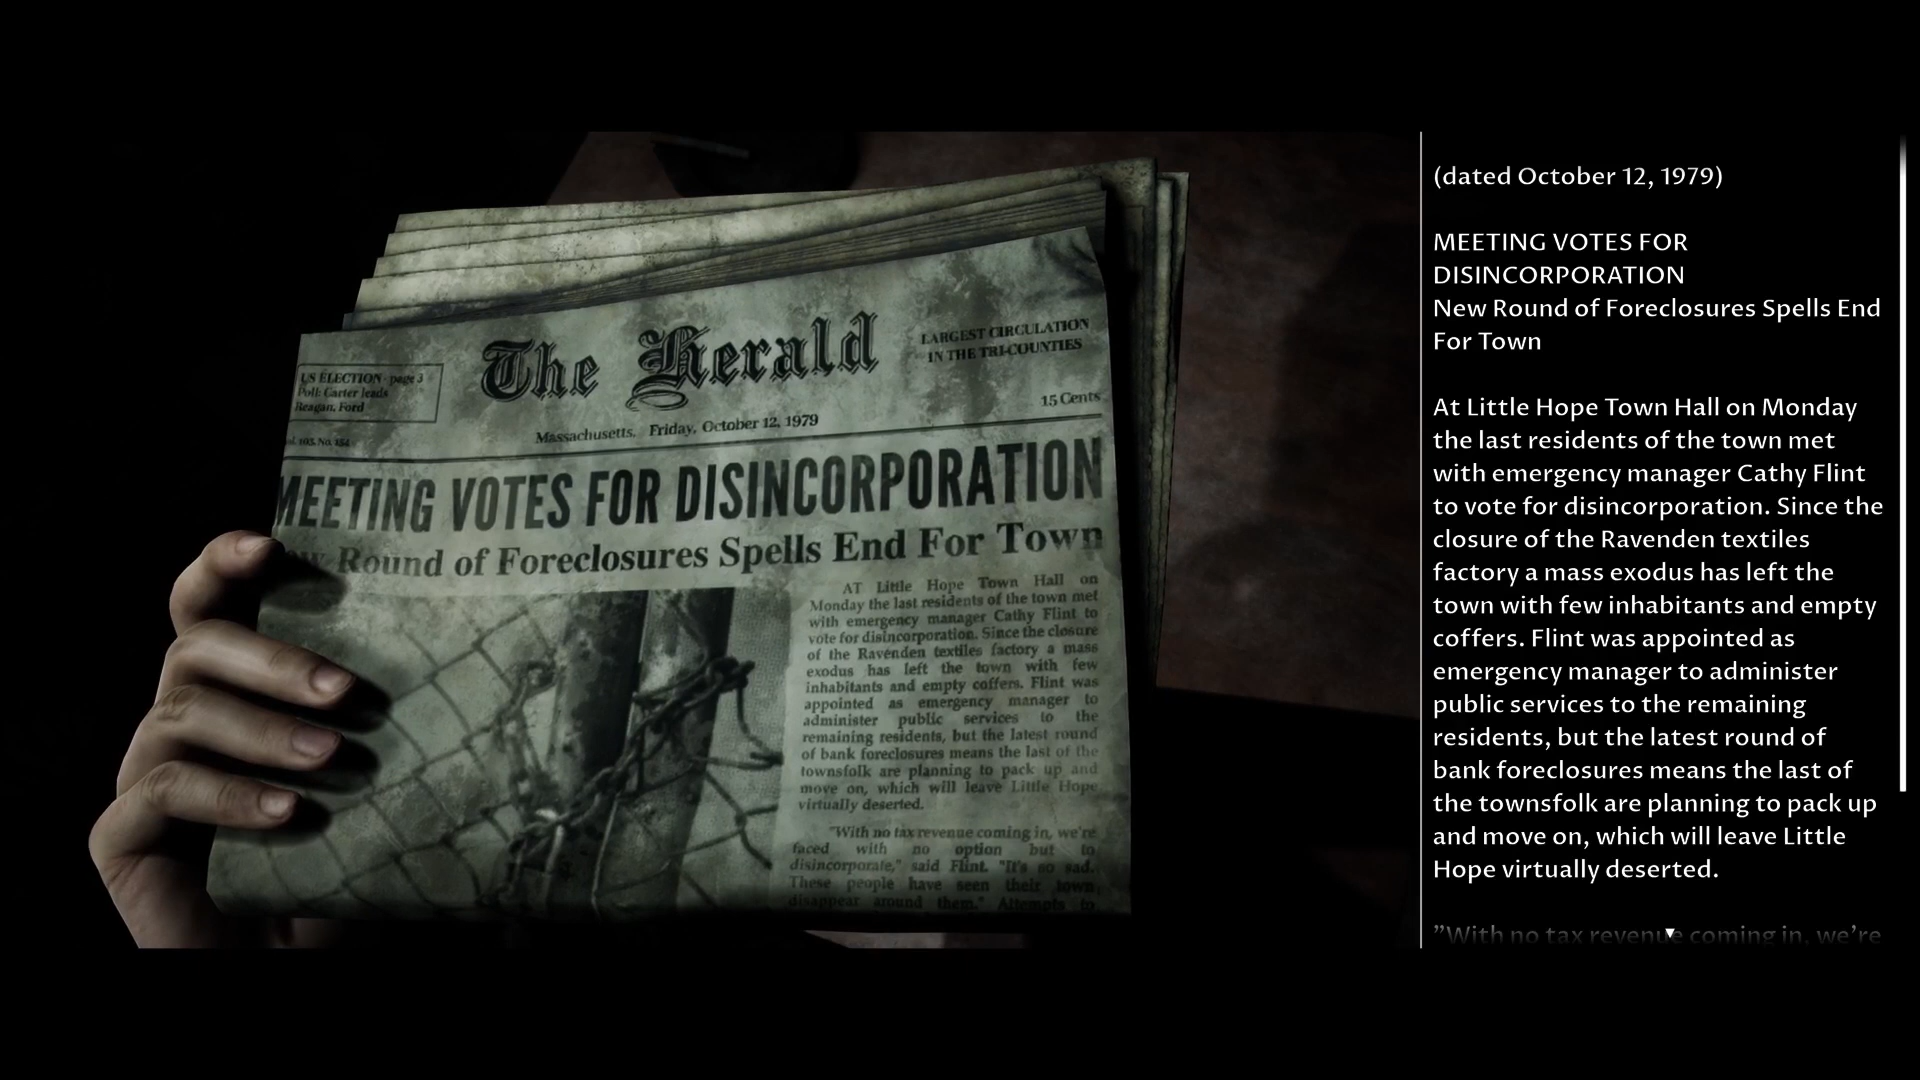 US ELECTION - page 3
Poll: Carter leads
Reagan, Ford
The Herald
LARGEST CIRCULATION
IN THE TRI-COUNTIES
15 Cents
Massachusetts, Friday, October 12, 1979
MEETING VOTES FOR DISINCORPORATION
Round of Foreclosures Spells End For Town
AT Little Hope Town Hall on
Monday the last residents of the town met
with emergency manager Cathy Flint to
vote for disincorporation. Since the closure
of the Ravenden textiles factory a mass
exodus has left the town with few
inhabitants and empty coffers. Flint was
appointed as emergency manager to
administer public services to the
remaining residents, but the latest round
of bank foreclosures means the last of the
townsfolk are planning to pack up and
move on, which will leave Little Hope
virtually deserted.
"With no tax revenue coming in, we're
faced with no option but to
disincorporate," said Flint. "It's so sad.
These people have seen their town
disappear around them." Attempts to
(dated October 12, 1979)
MEETING VOTES FOR
DISINCORPORATION
New Round of Foreclosures Spells End
For Town
At Little Hope Town Hall on Monday
the last residents of the town met
with emergency manager Cathy Flint
to vote for disincorporation. Since the
closure of the Ravenden textiles
factory a mass exodus has left the
town with few inhabitants and empty
coffers. Flint was appointed as
emergency manager to administer
public services to the remaining
residents, but the latest round of
bank foreclosures means the last of
the townsfolk are planning to pack up
and move on, which will leave Little
Hope virtually deserted.
"With no tax revenue coming in, we're